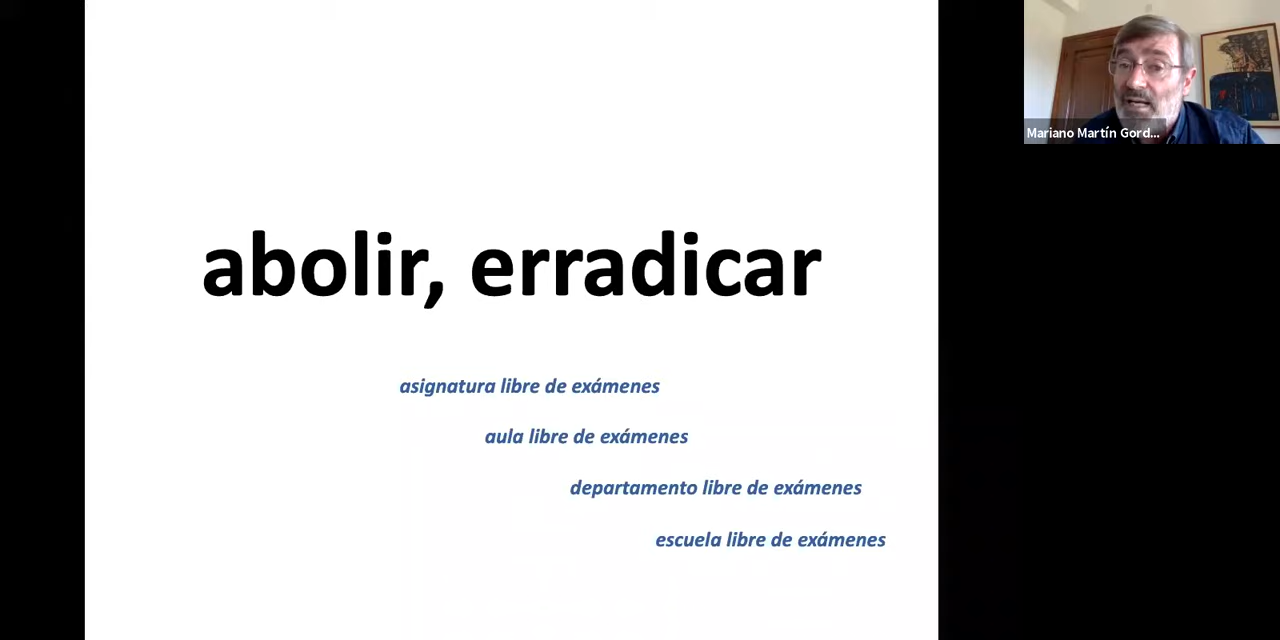 abolir, erradicar
asignatura libre de exámenes
aula libre de exámenes
departamento libre de exámenes
escuela libre de exámenes
Mariano Martín Gord...